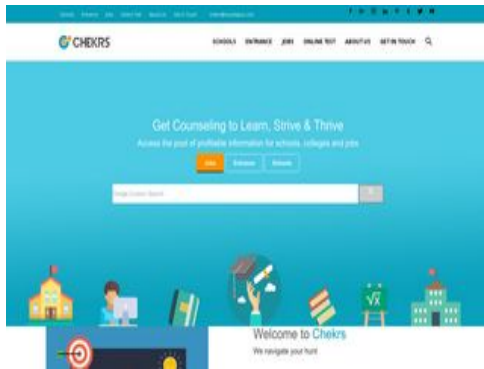 CHEKRS
SCHOOLS ENTRANCE JOBS ONLINE TEST ABOUT US GET IN TOUCH
Get Counseling to Learn, Strive & Thrive
Access the pool of profitable information for schools, colleges and jobs
Jobs Entrance Schools
Search
√x
Welcome to Chekrs
We navigate your hunt